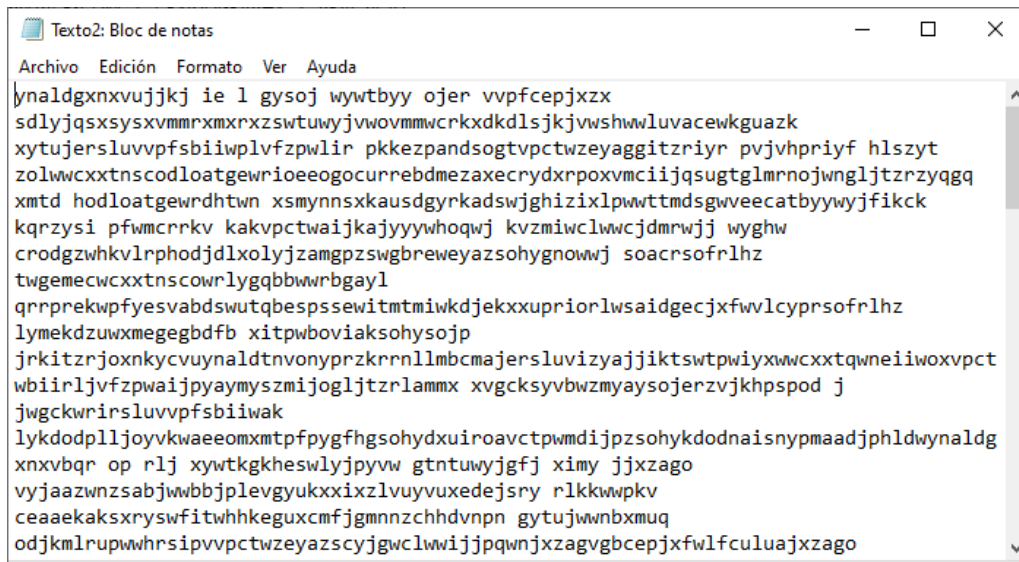 Texto2: Bloc de notas
Archivo Edición Formato Ver Ayuda
ynaldgxnxvujjkj ie l gysoj wywtbyy ojer vvpfcepjxzx
sdlyjqsxsysxvmmrxmxrxzswtuwyjvwovmmwcrkxdkdlsjkjvwshwwluvacewkguazk
xytujersluvvpfsbiiwplvfzpwlir pkkezpandsogtvpctwzeyaggitzriyr pvjvhpriyf hlszyt
zolwwcxxtnscodloatgewrioeeogocurrebdmezaxecrydxrpoxvmciijqsugtglmrnojwngljtzrzyqgq
xmtd hodloatgewrdhtwn xsmynnsxkausdgyrkadswjghizixlpwwttmdsgwveecatbyywyjfikck
kqrzysi pfwmcrrkv kakvpctwaijkajyyywhoqwj kvzmiwclwwcjdmrwjj wyghw
crodgzwhkvlrphodjdlxolyjzamgpzswgbreweyazsohygnowwj soacrsofrlhz
twgemecwcxxtnscowrlygqbbwwrbgayl
qrrprekwpfyesvabdswutqbespssewitmtmiwkdjekxxupriorlwsaidgecjxfwvlcyprsofrlhz
lymekdzuwxmegegbdfb xitpwboviaksohysojp
jrkitzrjoxnkycvuynaldtnvonyprzkrrnllmbcmajersluvizyajjiktswtpwiyxwwcxxtqwneiiwoxvpct
wbiirljvfzpwaijpyaymyszmijogljtzrlammx xvgcksyvbwzmyaysojerzvjkhpspod j
jwgckwrirsluvvpfsbiiwak
lykdodplljoyvkwaeeomxmtpfpygfhgsohydxuiroavctpwmdijpzsohykdodnaisnypmaadjphldwynaldg
xnxvbqr op rlj xywtkgkheswlyjpyvw gtntuwyjgfj ximy jjxzago
vyjaazwnzsabjwwbbjplevgyukxxixzlvuyvuxedejsry rlkkwwpkv
ceaaekaksxryswfitwhhkeguxcmfjgmnnzchhdvnpn gytujwwnbxmuq
odjkmlrupwwhrsipvvpctwzeyazscyjgwclwwijjpqwnjxzagvgbcepjxfwlfculuajxzago